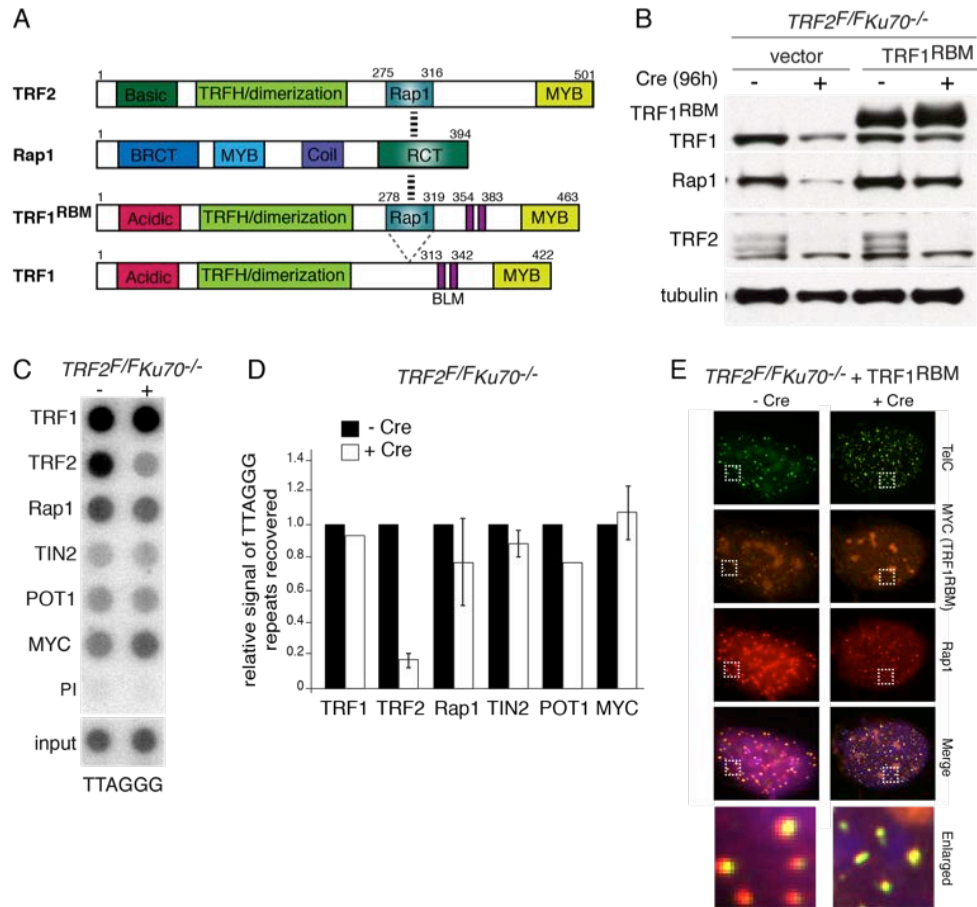 A
TRF2
1 275 316 501
Basic TRFH/dimerization Rap1 MYB
Rap1
1 394
BRCT MYB Coil RCT
TRF1RBM
1 278 319 354 383 463
Acidic TRFH/dimerization Rap1 MYB
TRF1
1 313 342 422
Acidic TRFH/dimerization MYB
BLM
B
TRF2F/FKu70-/-
vector TRF1RBM
Cre (96h) - + - +
TRF1RBM
TRF1
Rap1
TRF2
tubulin
C
TRF2F/FKu70-/-
- +
TRF1
TRF2
Rap1
TIN2
POT1
MYC
PI
input
TTAGGG
D
TRF2F/FKu70-/-
- Cre
+ Cre
relative signal of TTAGGG
repeats recovered
1.4
1.2
1.0
0.8
0.6
0.4
0.2
0
TRF1 TRF2 Rap1 TIN2 POT1 MYC
E
TRF2F/FKu70-/- + TRF1RBM
- Cre + Cre
TelC
MYC (TRF1RBM)
Rap1
Merge
Enlarged